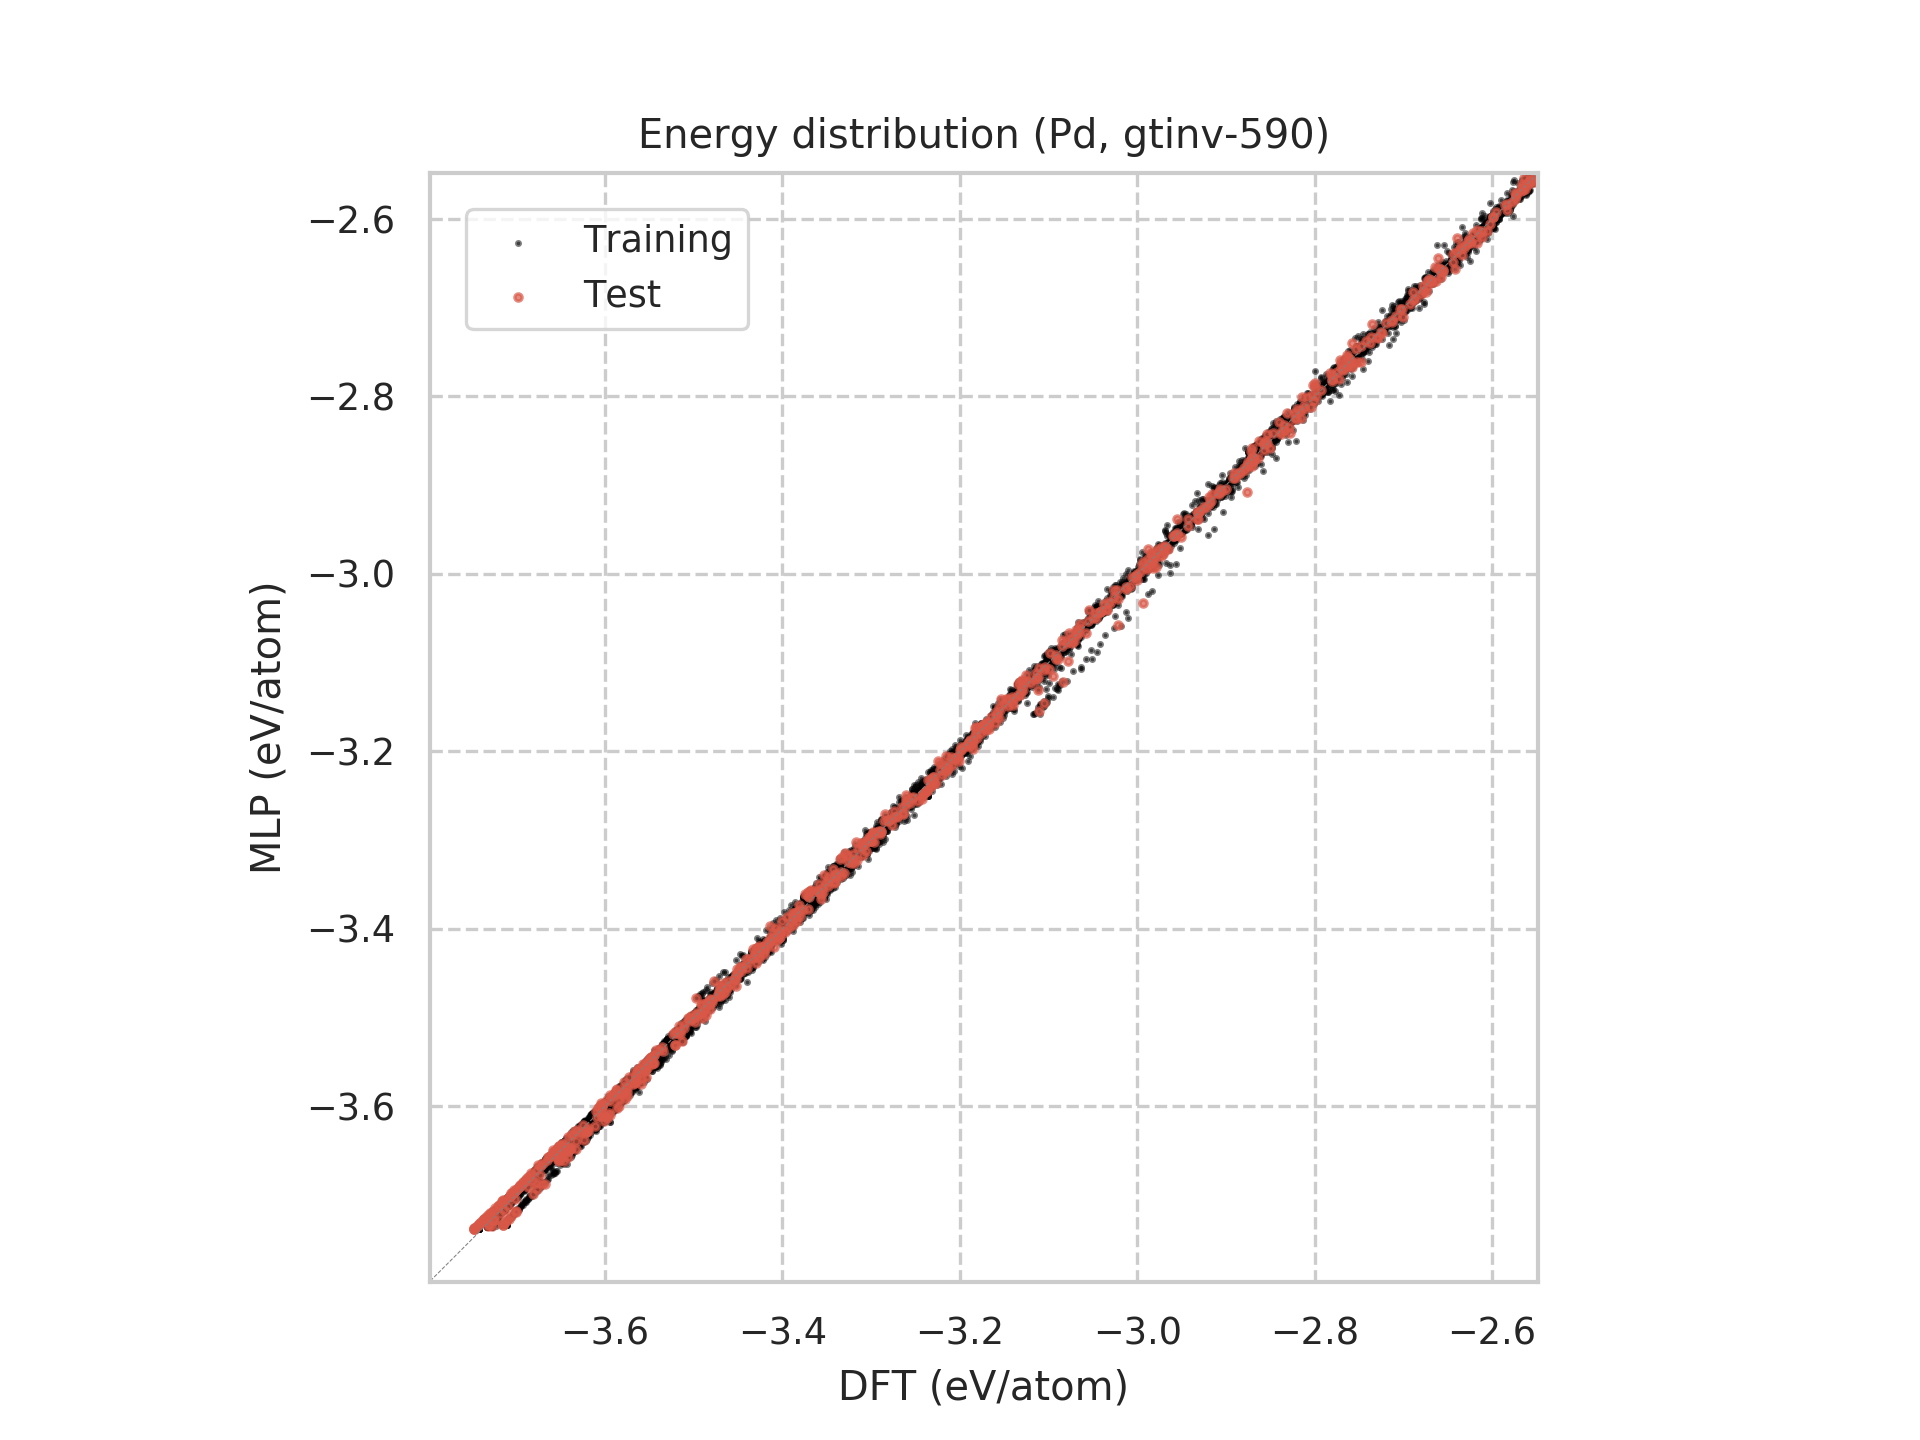 Energy distribution (Pd, gtinv-590)
Training
Test
MLP (eV/atom)
−2.6
−2.8
−3.0
−3.2
−3.4
−3.6
−3.6 −3.4 −3.2 −3.0 −2.8 −2.6
DFT (eV/atom)